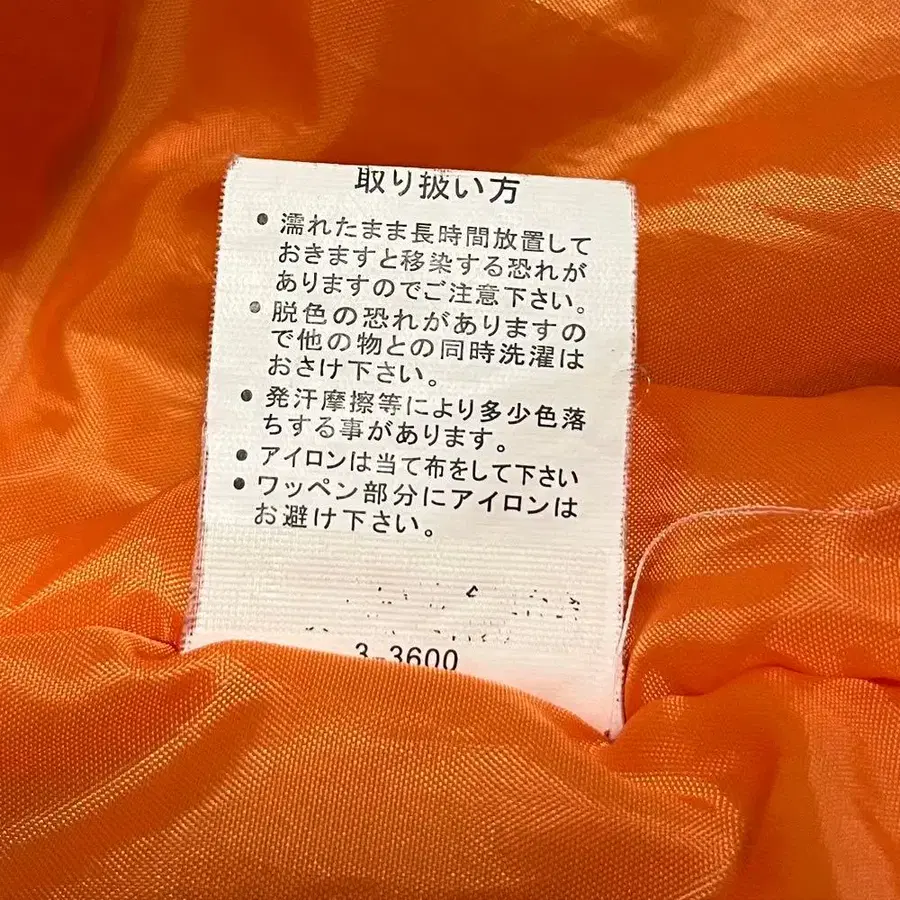 取り扱い方
● 濡れたまま長時間放置して
おきますと移染する恐れが
ありますのでご注意下さい。
● 脱色の恐れがありますの
で他の物との同時洗濯は
おさけ下さい。
● 発汗摩擦等により多少色落
ちする事があります。
● アイロンは当て布をして下さい
● ワッペン部分にアイロンは
お避け下さい。
3-3600